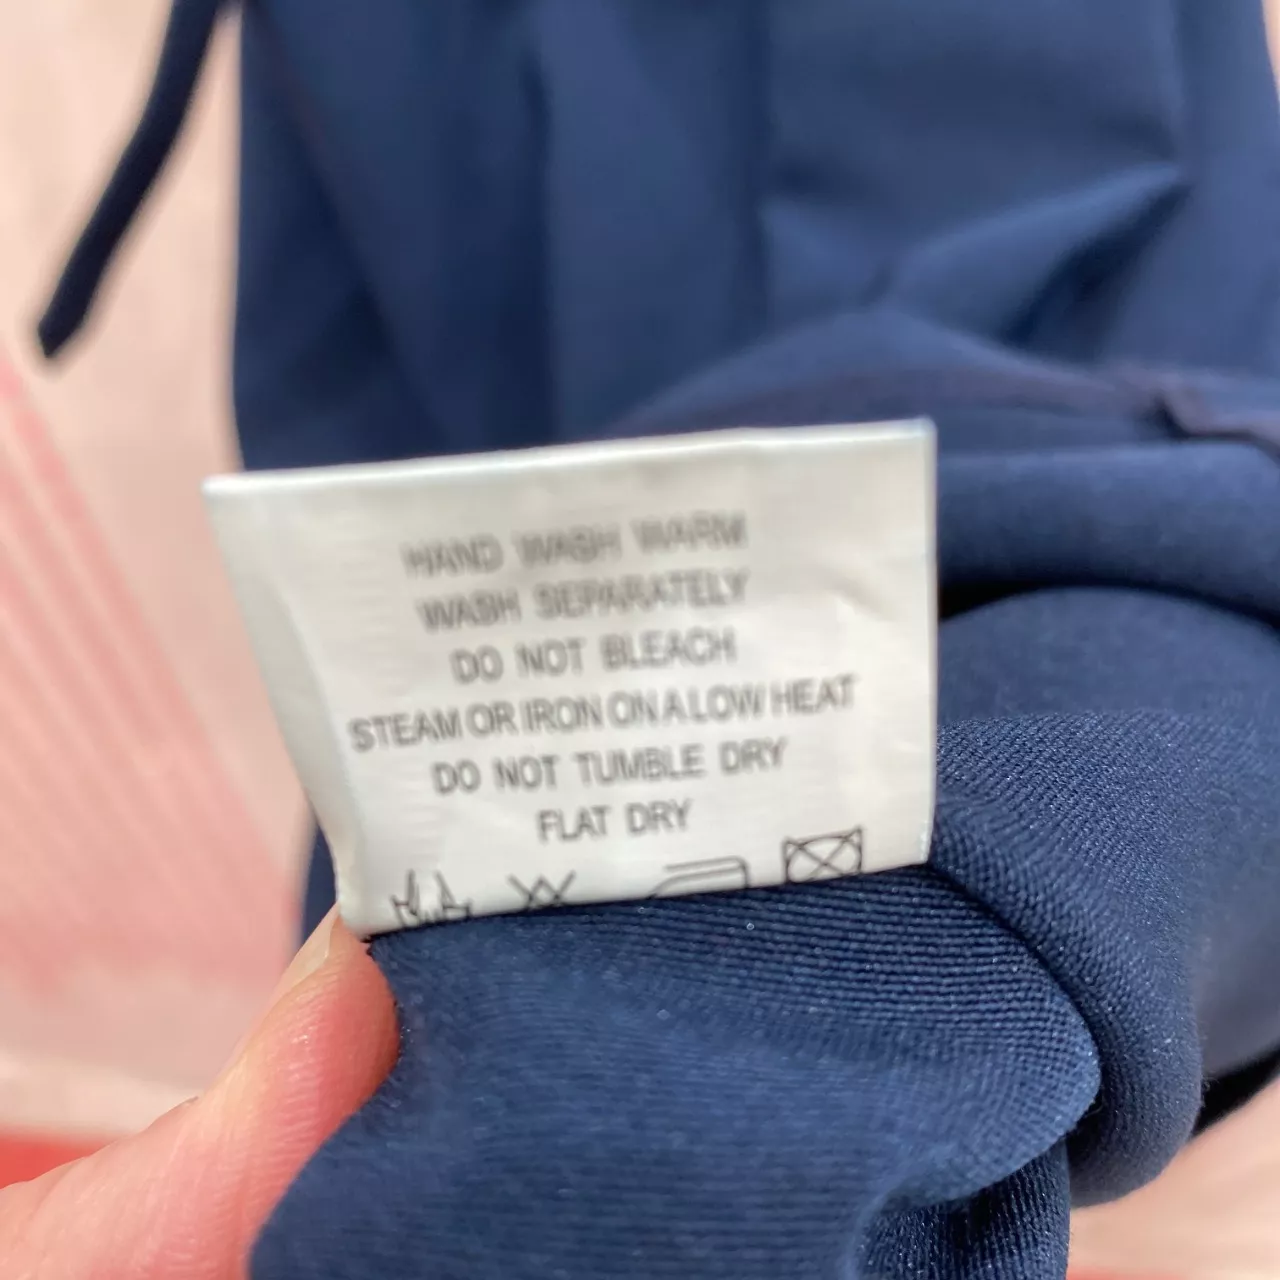 HAND WASH WARM
WASH SEPARATELY
DO NOT BLEACH
STEAM OR IRON ON A LOW HEAT
DO NOT TUMBLE DRY
FLAT DRY